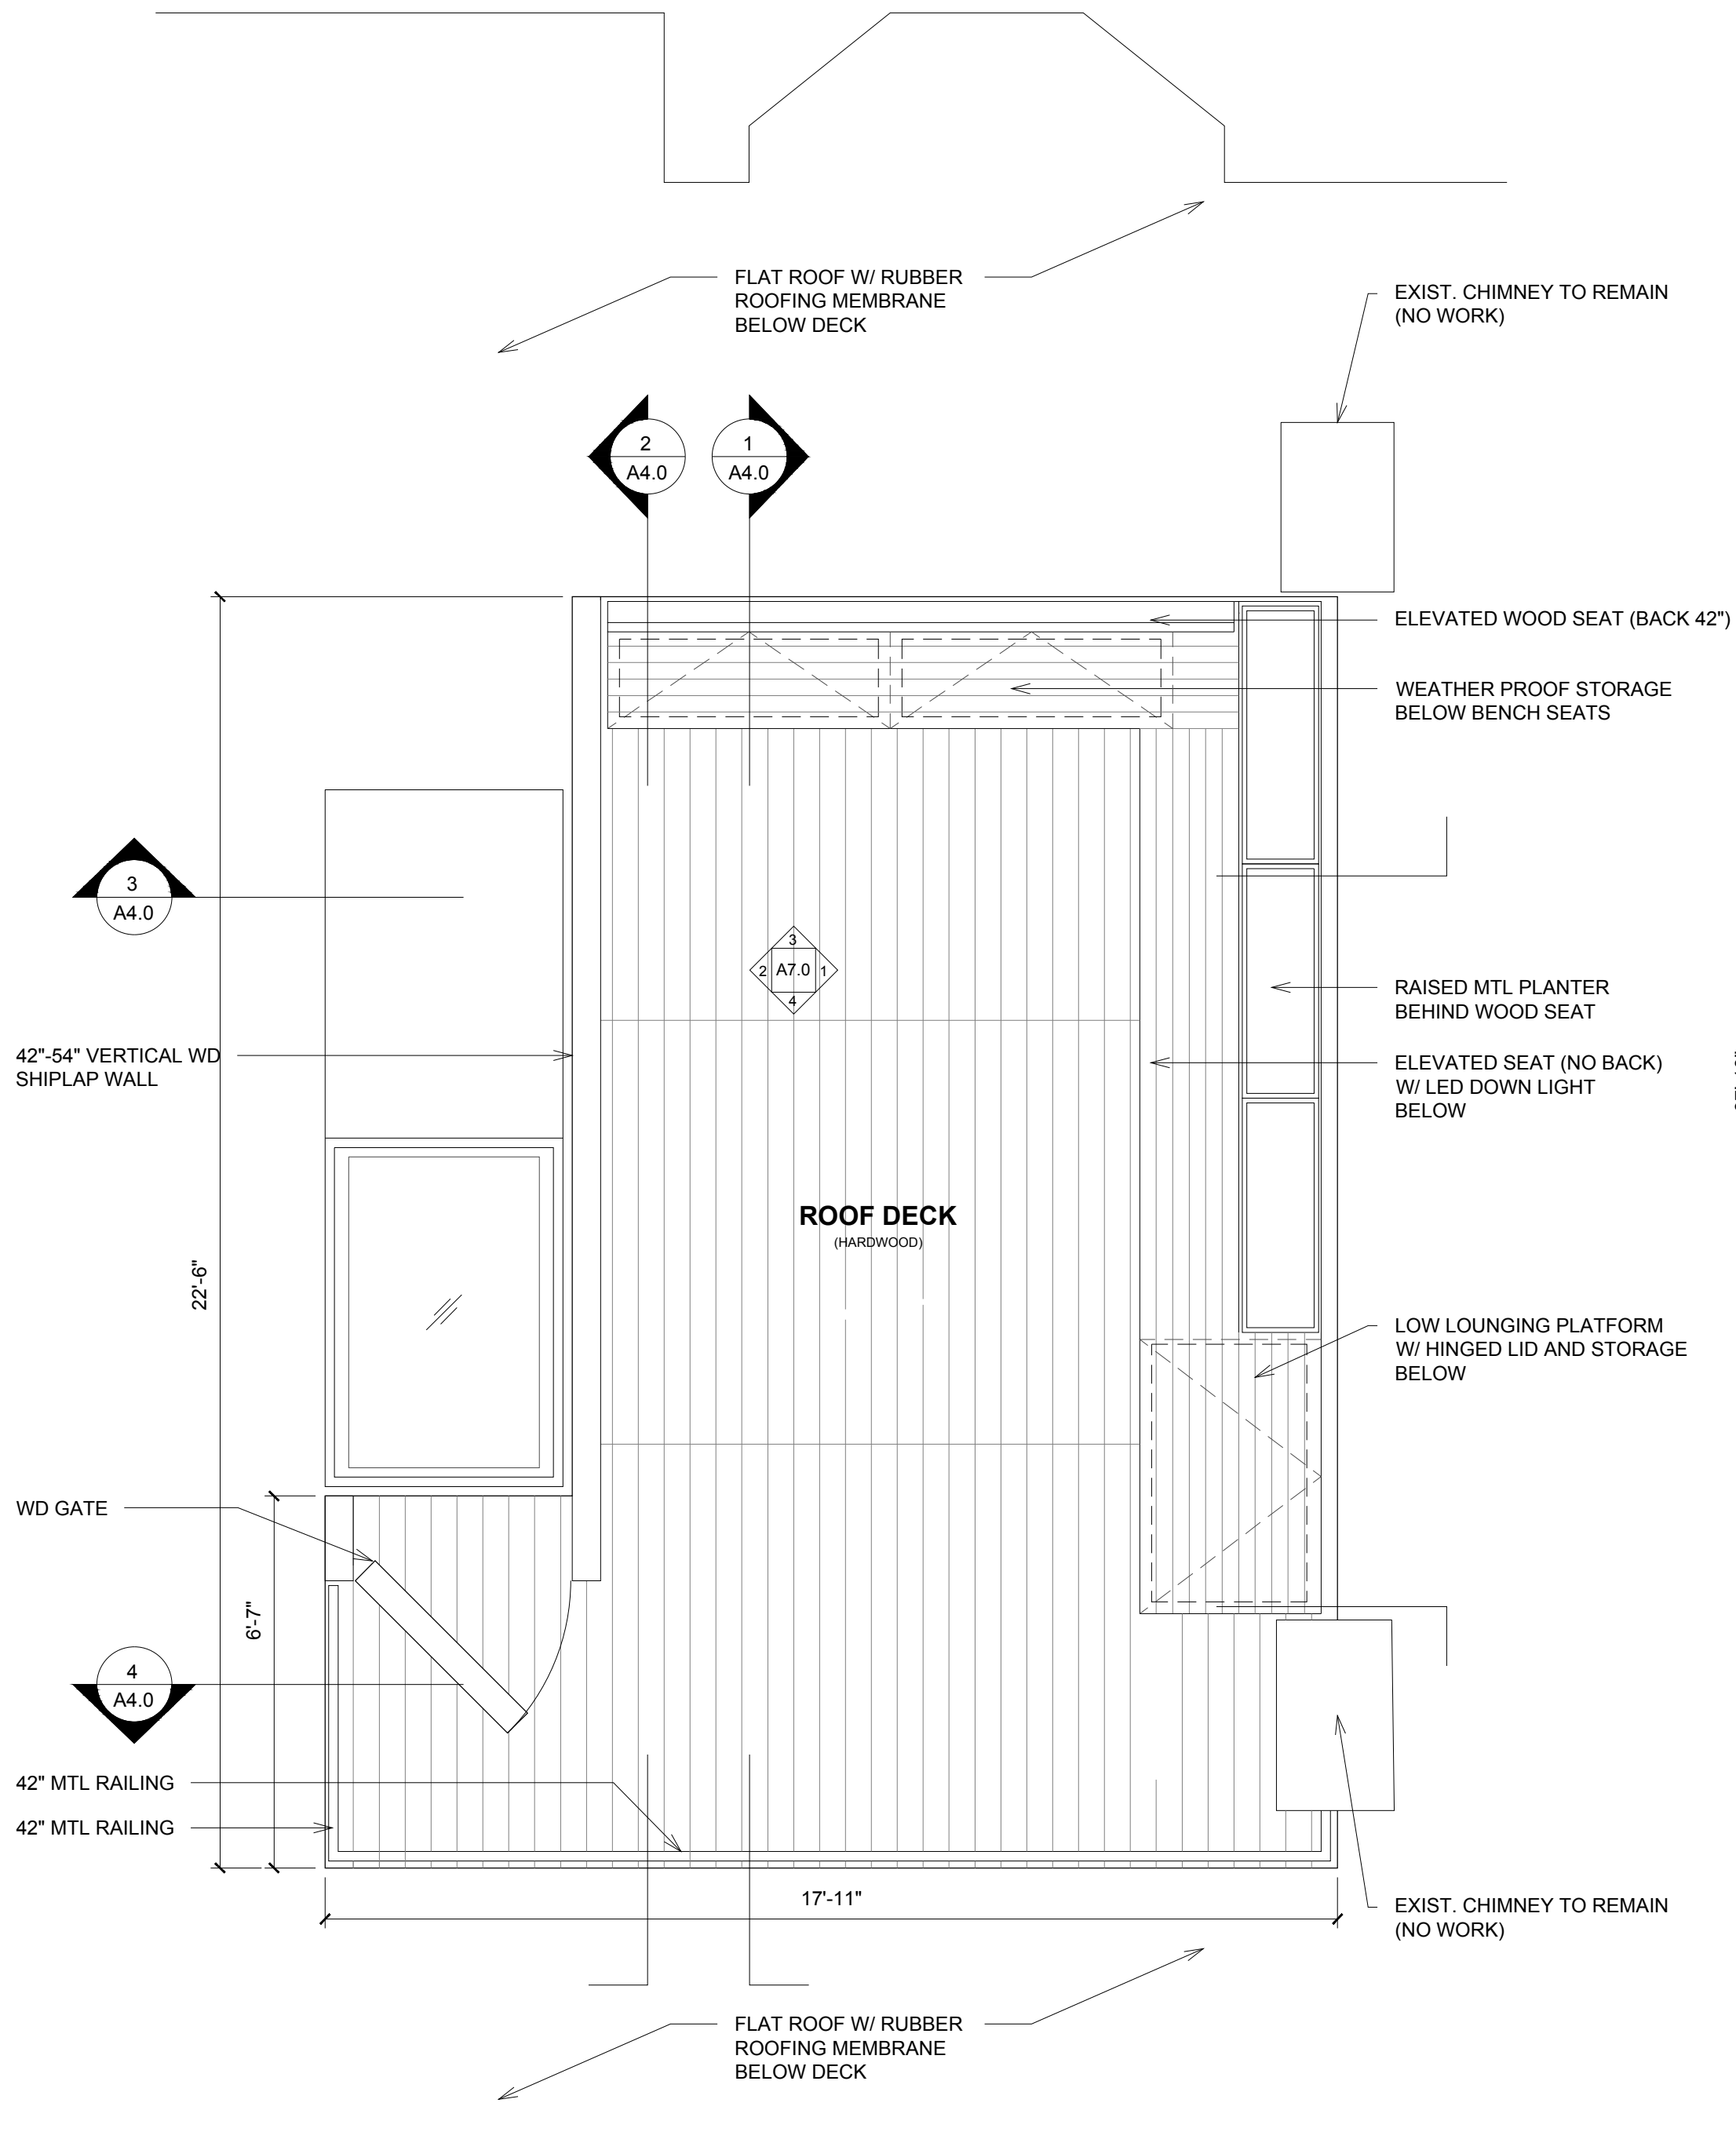 FLAT ROOF W/ RUBBER
ROOFING MEMBRANE
BELOW DECK
EXIST. CHIMNEY TO REMAIN
(NO WORK)
2
A4.0
1
A4.0
ELEVATED WOOD SEAT (BACK 42")
WEATHER PROOF STORAGE
BELOW BENCH SEATS
3
A4.0
3
2 A7.0 1
4
RAISED MTL PLANTER
BEHIND WOOD SEAT
42"-54" VERTICAL WD
SHIPLAP WALL
ELEVATED SEAT (NO BACK)
W/ LED DOWN LIGHT
BELOW
ROOF DECK
(HARDWOOD)
22'-6"
LOW LOUNGING PLATFORM
W/ HINGED LID AND STORAGE
BELOW
WD GATE
6'-7"
4
A4.0
42" MTL RAILING
42" MTL RAILING
17'-11"
EXIST. CHIMNEY TO REMAIN
(NO WORK)
FLAT ROOF W/ RUBBER
ROOFING MEMBRANE
BELOW DECK